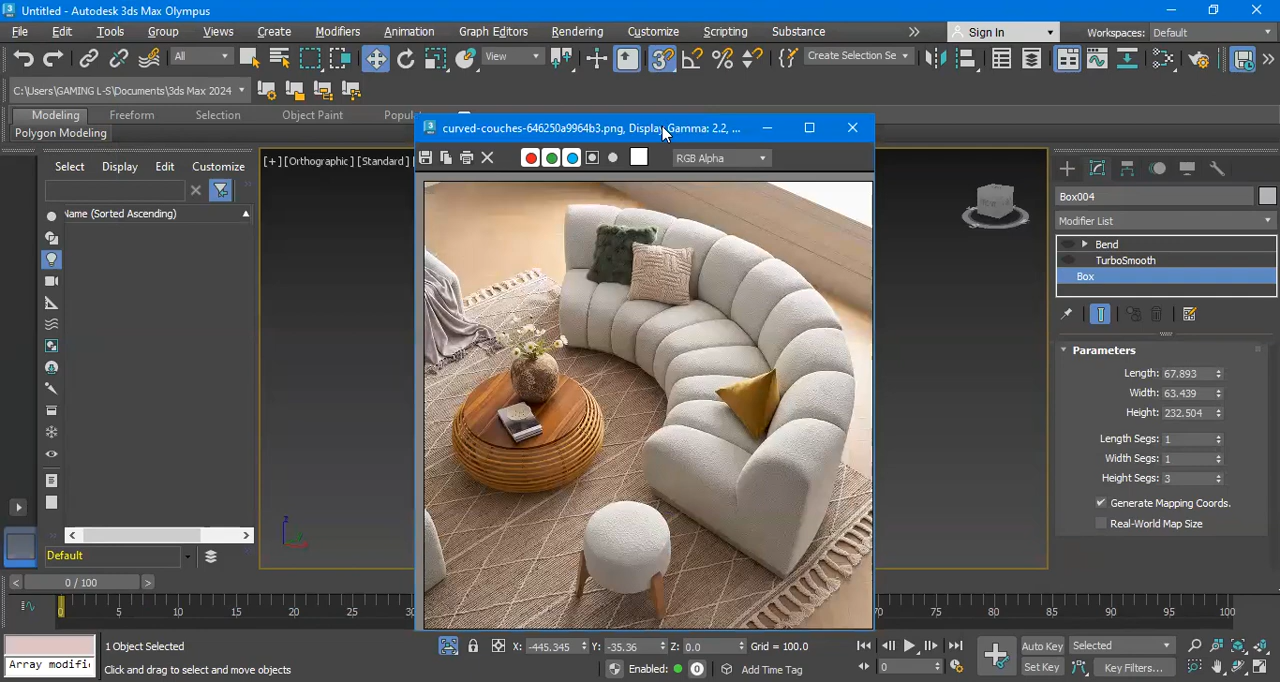 Untitled - Autodesk 3ds Max Olympus
File Edit Tools Group Views Create Modifiers Animation Graph Editors Rendering Customize Scripting Substance Sign In Workspaces: Default
All View Create Selection Se
C:\Users\GAMING L-S\Documents\3ds Max 2024
Modeling Freeform Selection Object Paint Popu
Polygon Modeling
curved-couches-646250a9964b3.png, Display Gamma: 2.2, ...
RGB Alpha
Select Display Edit Customize
[+] [Orthographic] [Standard] [
Name (Sorted Ascending)
Box004
Modifier List
Bend
TurboSmooth
Box
Parameters
Length: 67.893
Width: 63.439
Height: 232.504
Length Segs: 1
Width Segs: 1
Height Segs: 3
Generate Mapping Coords.
Real-World Map Size
z
Default
0 / 100
0 5 10 15 20 25 30 70 75 80 85 90 95 100
1 Object Selected X: -445.345 Y: -35.36 Z: 0.0 Grid = 100.0 Auto Key Selected
Array modifi Click and drag to select and move objects Enabled: 0 Add Time Tag 0 Set Key Key Filters...